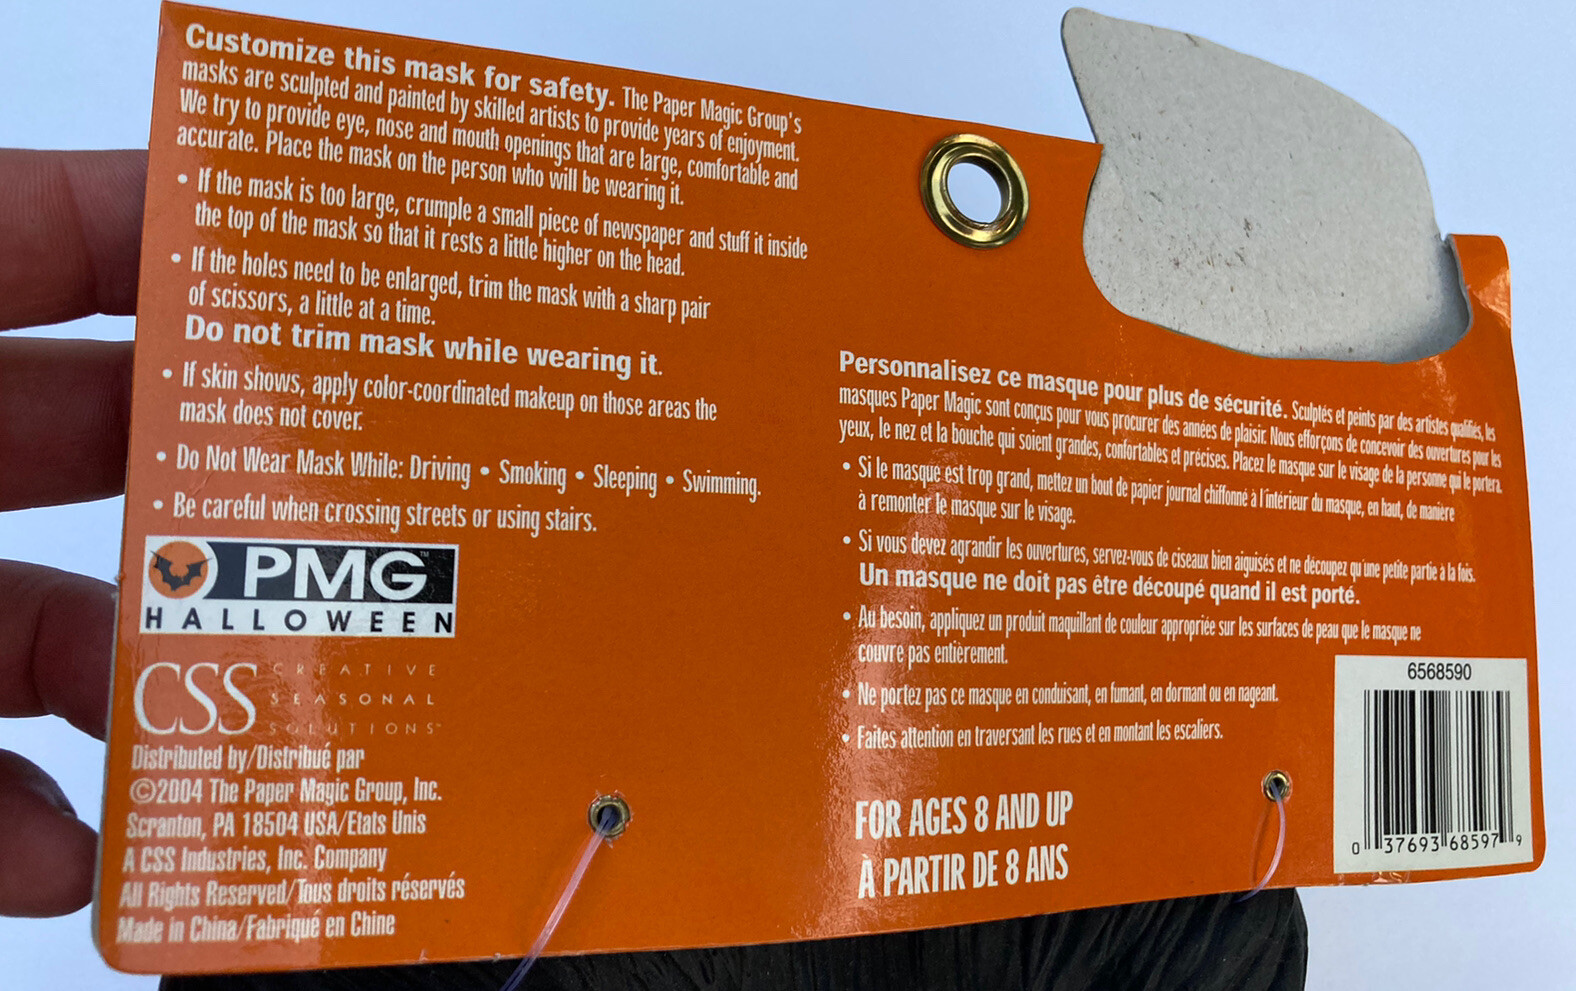 Customize this mask for safety. The Paper Magic Group's
masks are sculpted and painted by skilled artists to provide years of enjoyment.
We try to provide eye, nose and mouth openings that are large, comfortable and
accurate. Place the mask on the person who will be wearing it.
• If the mask is too large, crumple a small piece of newspaper and stuff it inside
the top of the mask so that it rests a little higher on the head.
• If the holes need to be enlarged, trim the mask with a sharp pair
of scissors, a little at a time.
Do not trim mask while wearing it.
• If skin shows, apply color-coordinated makeup on those areas the
mask does not cover.
• Do Not Wear Mask While: Driving • Smoking • Sleeping • Swimming.
• Be careful when crossing streets or using stairs.
PMG™
HALLOWEEN
CSS CREATIVE
SEASONAL
SOLUTIONS℠
Distributed by/Distribué par
©2004 The Paper Magic Group, Inc.
Scranton, PA 18504 USA/Etats Unis
A CSS Industries, Inc. Company
All Rights Reserved/Tous droits réservés
Made in China/Fabriqué en Chine
Personnalisez ce masque pour plus de sécurité. Sculptés et peints par des artistes qualifiés, les
masques Paper Magic sont conçus pour vous procurer des années de plaisir. Nous efforçons de concevoir des ouvertures pour les
yeux, le nez et la bouche qui soient grandes, confortables et précises. Placez le masque sur le visage de la personne qui le portera.
• Si le masque est trop grand, mettez un bout de papier journal chiffonné à l'intérieur du masque, en haut, de manière
à remonter le masque sur le visage.
• Si vous devez agrandir les ouvertures, servez-vous de ciseaux bien aiguisés et ne découpez qu'une petite partie à la fois.
Un masque ne doit pas être découpé quand il est porté.
• Au besoin, appliquez un produit maquillant de couleur appropriée sur les surfaces de peau que le masque ne
couvre pas entièrement.
• Ne portez pas ce masque en conduisant, en fumant, en dormant ou en nageant.
• Faites attention en traversant les rues et en montant les escaliers.
FOR AGES 8 AND UP
À PARTIR DE 8 ANS
6568590
0 37693 68597 9